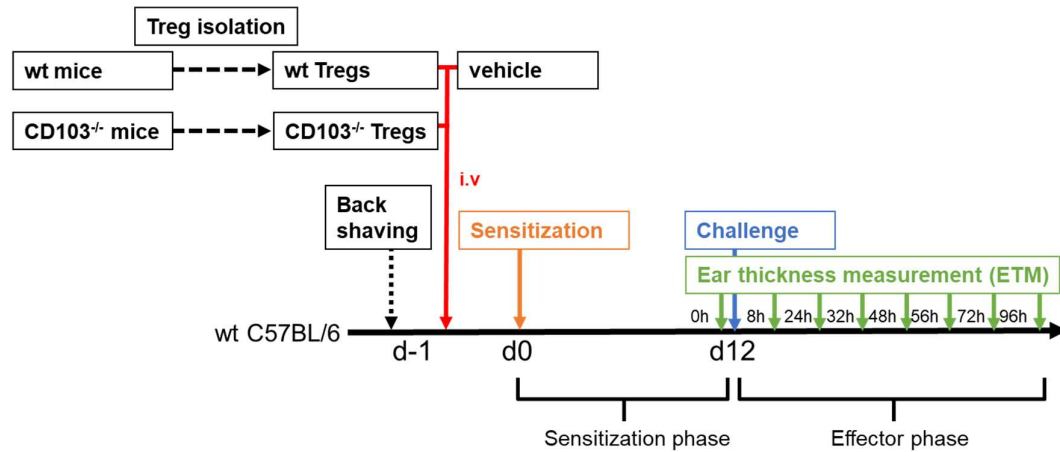 Treg isolation
wt mice
wt Tregs
vehicle
CD103-/- mice
CD103-/- Tregs
i.v
Back
shaving
Sensitization
Challenge
Ear thickness measurement (ETM)
0h 8h 24h 32h 48h 56h 72h 96h
wt C57BL/6
d-1 d0 d12
Sensitization phase
Effector phase